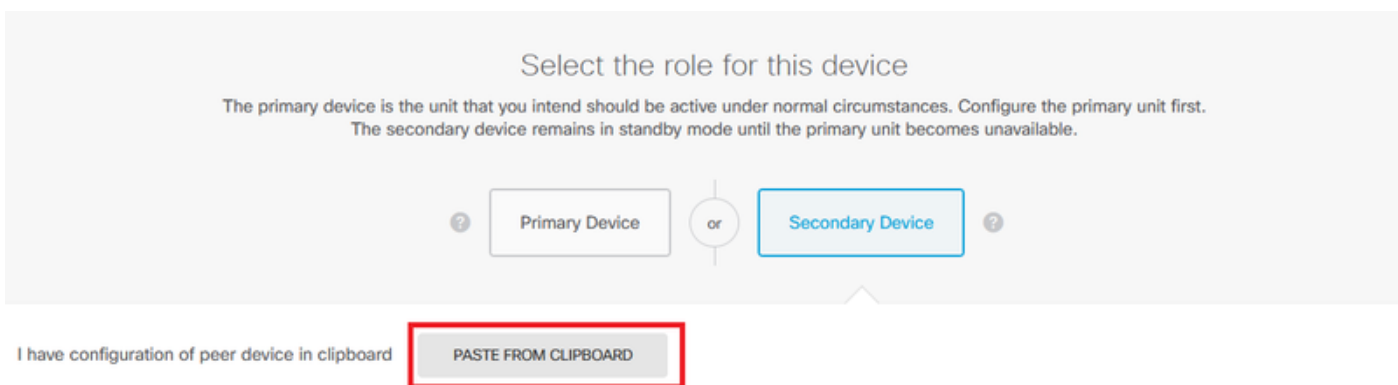 Select the role for this device
The primary device is the unit that you intend should be active under normal circumstances. Configure the primary unit first.
The secondary device remains in standby mode until the primary unit becomes unavailable.
? Primary Device or Secondary Device ?
I have configuration of peer device in clipboard PASTE FROM CLIPBOARD